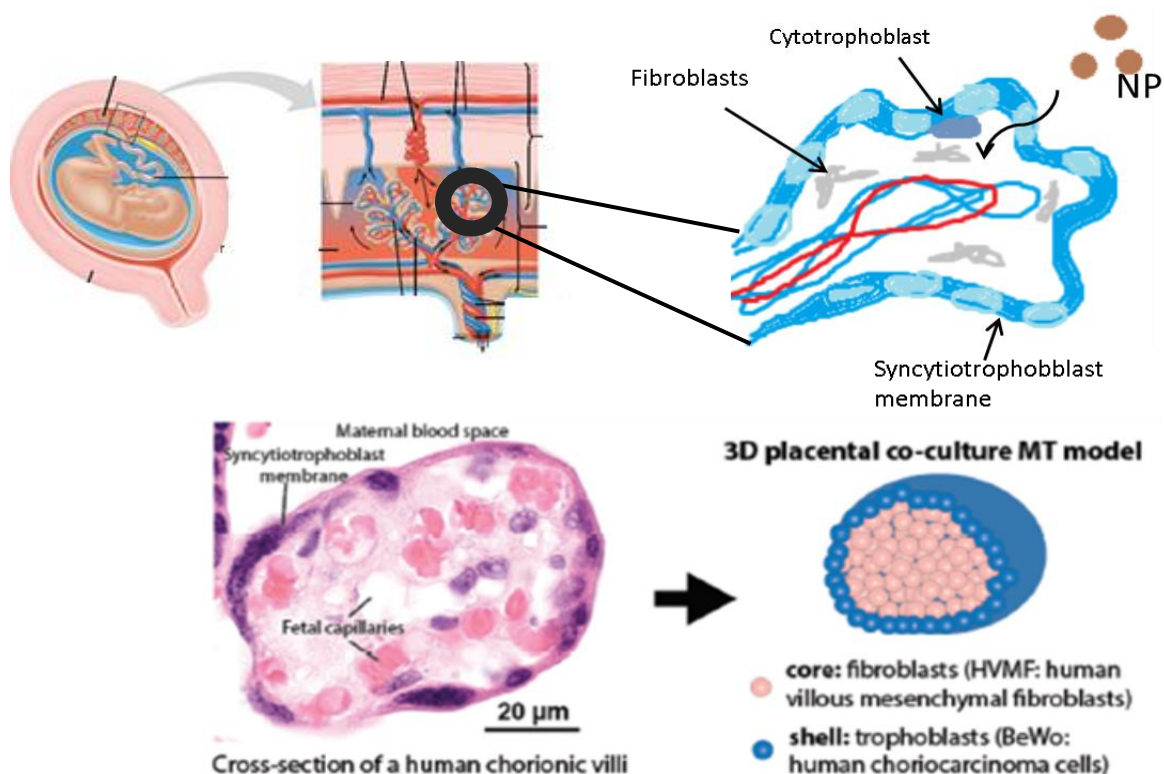 Cytotrophoblast
Fibroblasts
NP
Syncytiotrophobblast
membrane
Maternal blood space
Syncytiotrophoblast
membrane
Fetal capillaries
20 µm
Cross-section of a human chorionic villi
3D placental co-culture MT model
core: fibroblasts (HVMF: human
villous mesenchymal fibroblasts)
shell: trophoblasts (BeWo:
human choriocarcinoma cells)